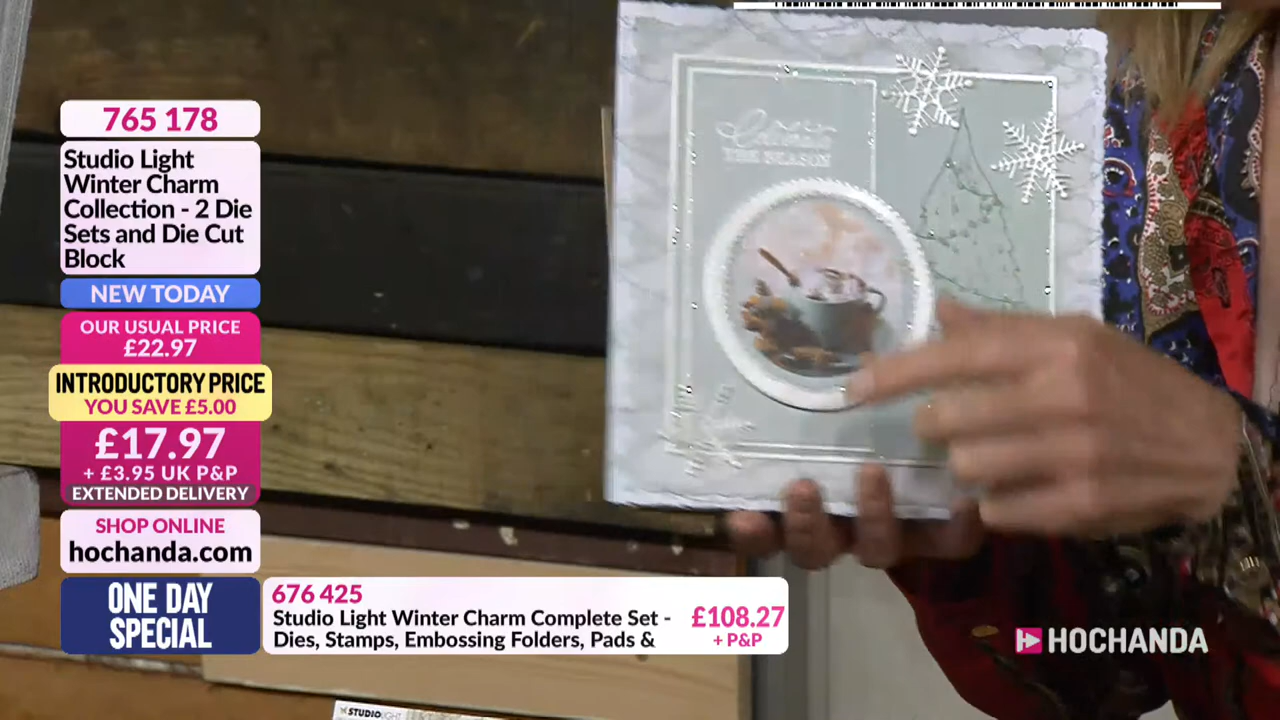 765 178
Studio Light
Winter Charm
Collection - 2 Die
Sets and Die Cut
Block
NEW TODAY
OUR USUAL PRICE
£22.97
INTRODUCTORY PRICE
YOU SAVE £5.00
£17.97
+ £3.95 UK P&P
EXTENDED DELIVERY
SHOP ONLINE
hochanda.com
ONE DAY
SPECIAL
676 425
Studio Light Winter Charm Complete Set -
Dies, Stamps, Embossing Folders, Pads &
£108.27
+ P&P
THE SEASON
HOCHANDA
STUDIOLIGHT